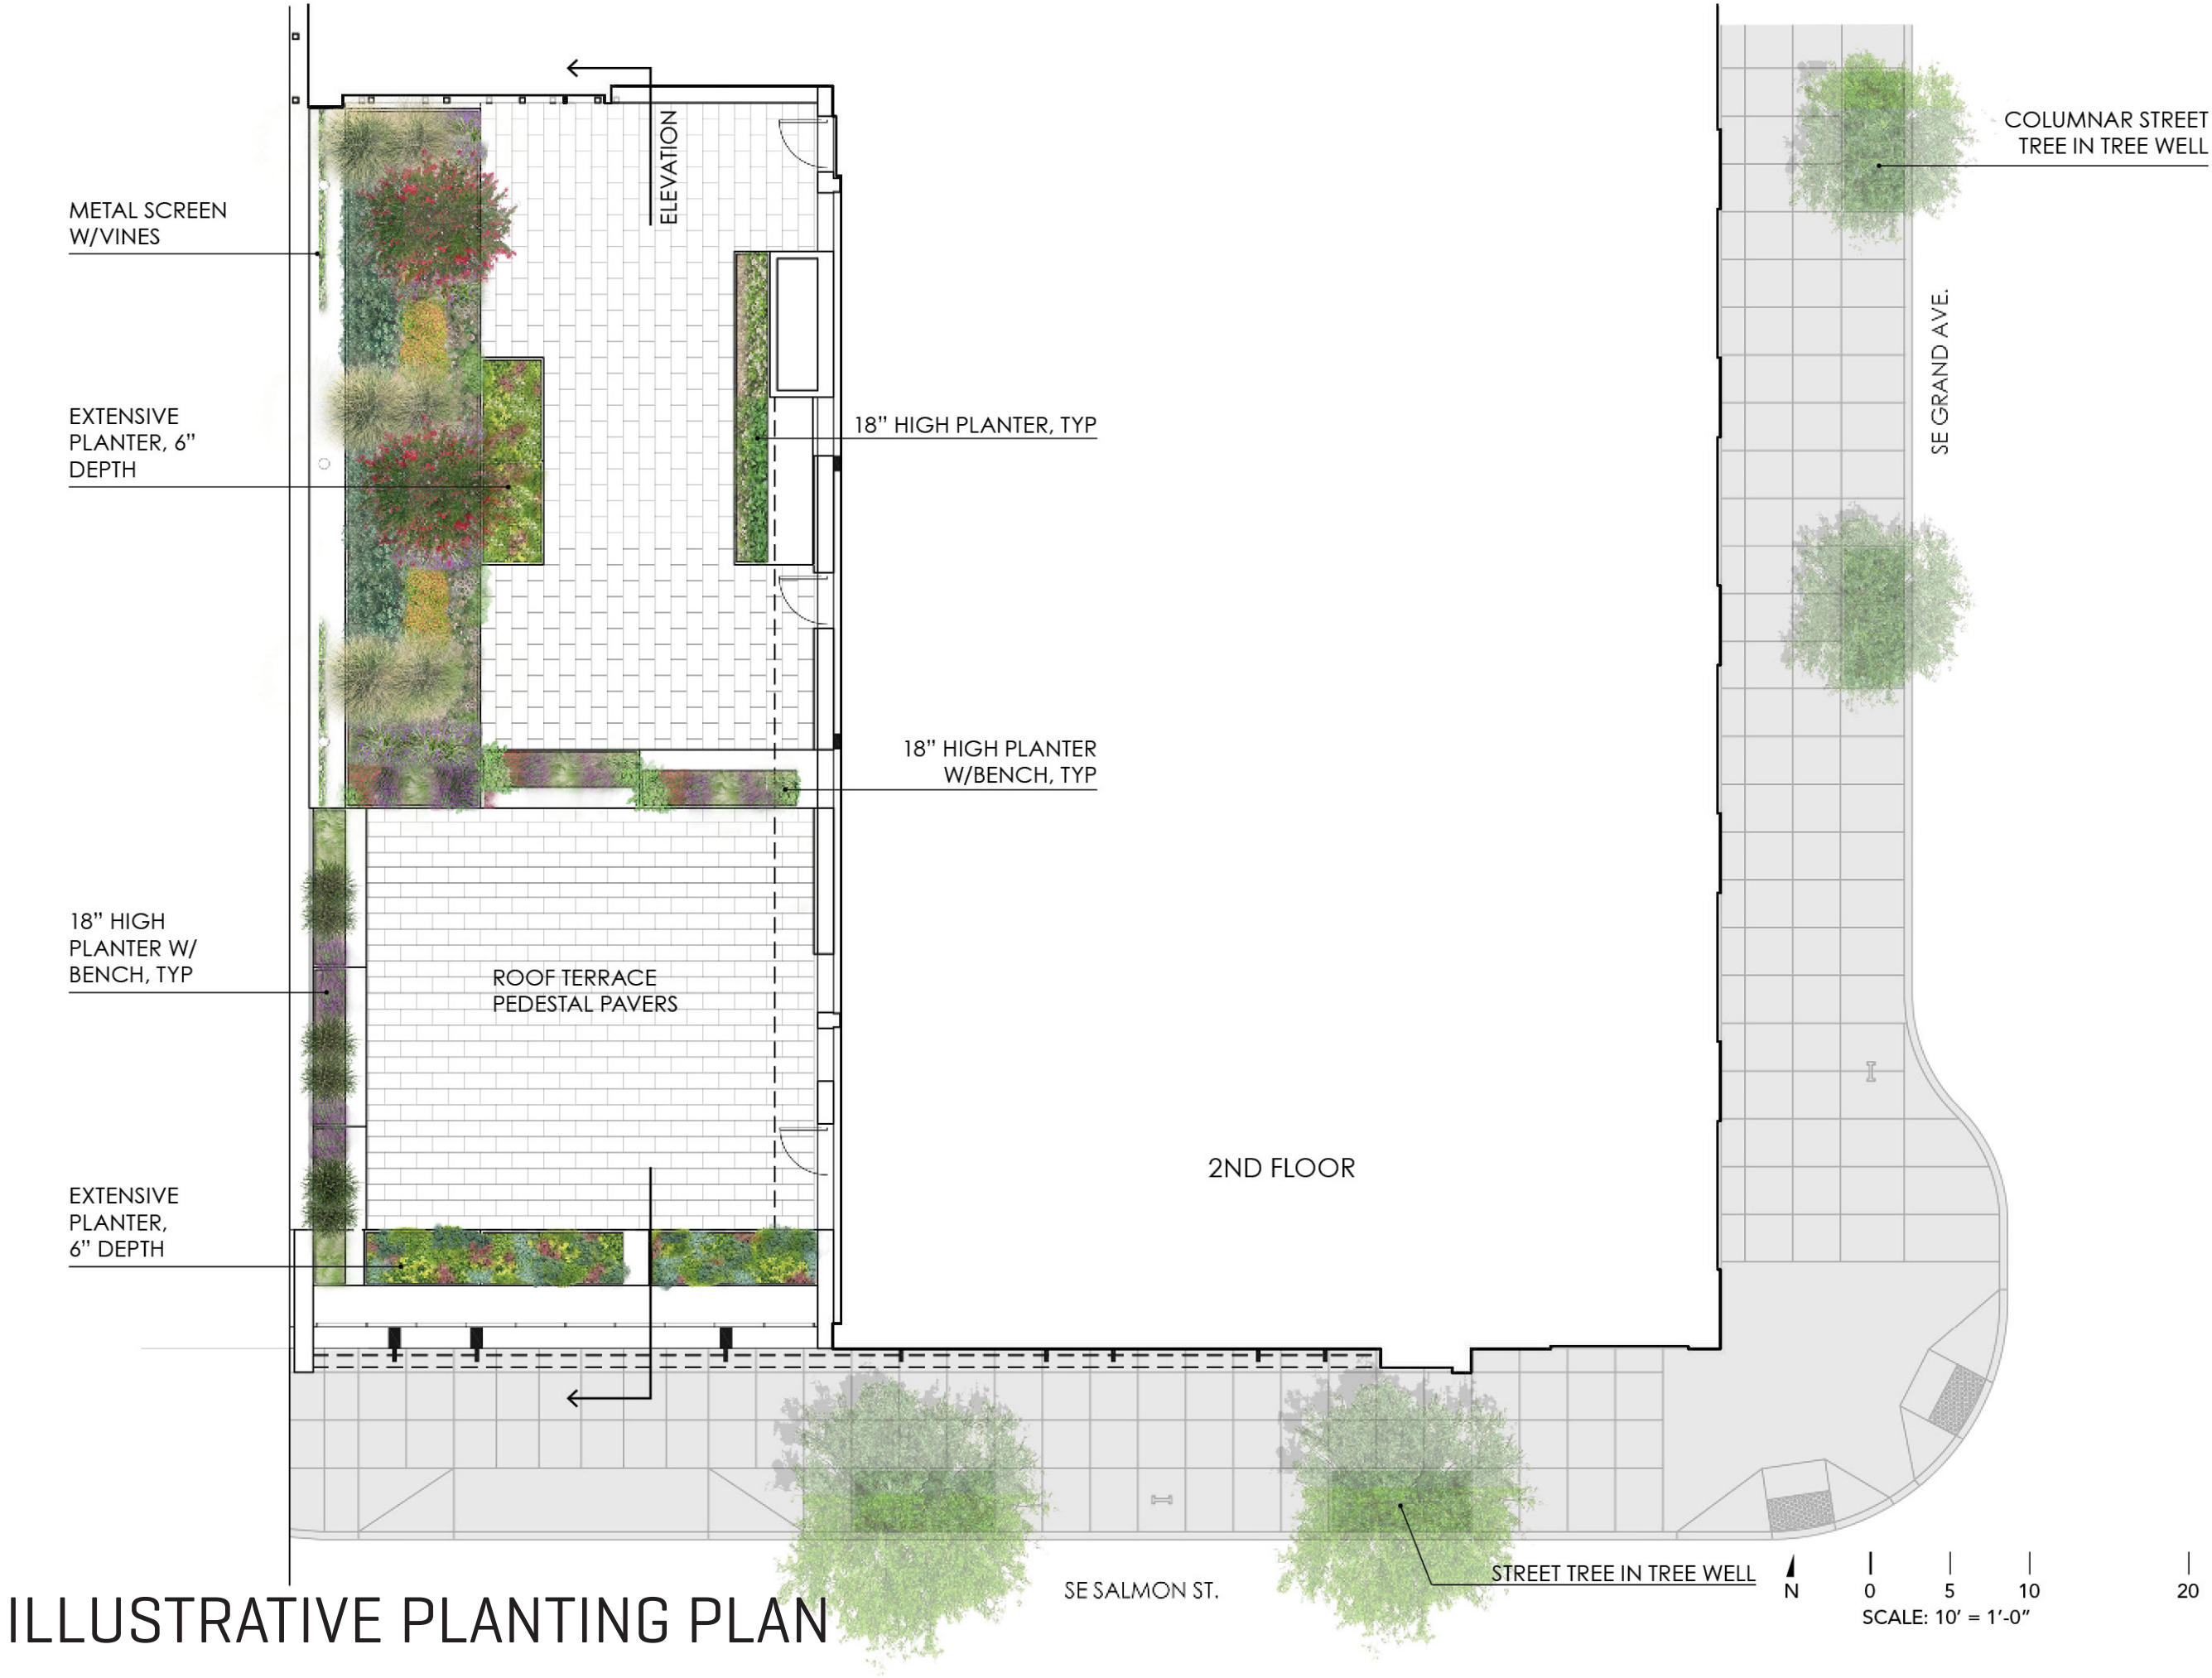 COLUMNAR STREET
TREE IN TREE WELL
ELEVATION
METAL SCREEN
W/VINES
SE GRAND AVE.
EXTENSIVE
PLANTER, 6”
DEPTH
18” HIGH PLANTER, TYP
18” HIGH PLANTER
W/BENCH, TYP
18” HIGH
PLANTER W/
BENCH, TYP
ROOF TERRACE
PEDESTAL PAVERS
2ND FLOOR
EXTENSIVE
PLANTER,
6” DEPTH
STREET TREE IN TREE WELL
SE SALMON ST.
N
0 5 10 20
SCALE: 10’ = 1’-0”
ILLUSTRATIVE PLANTING PLAN